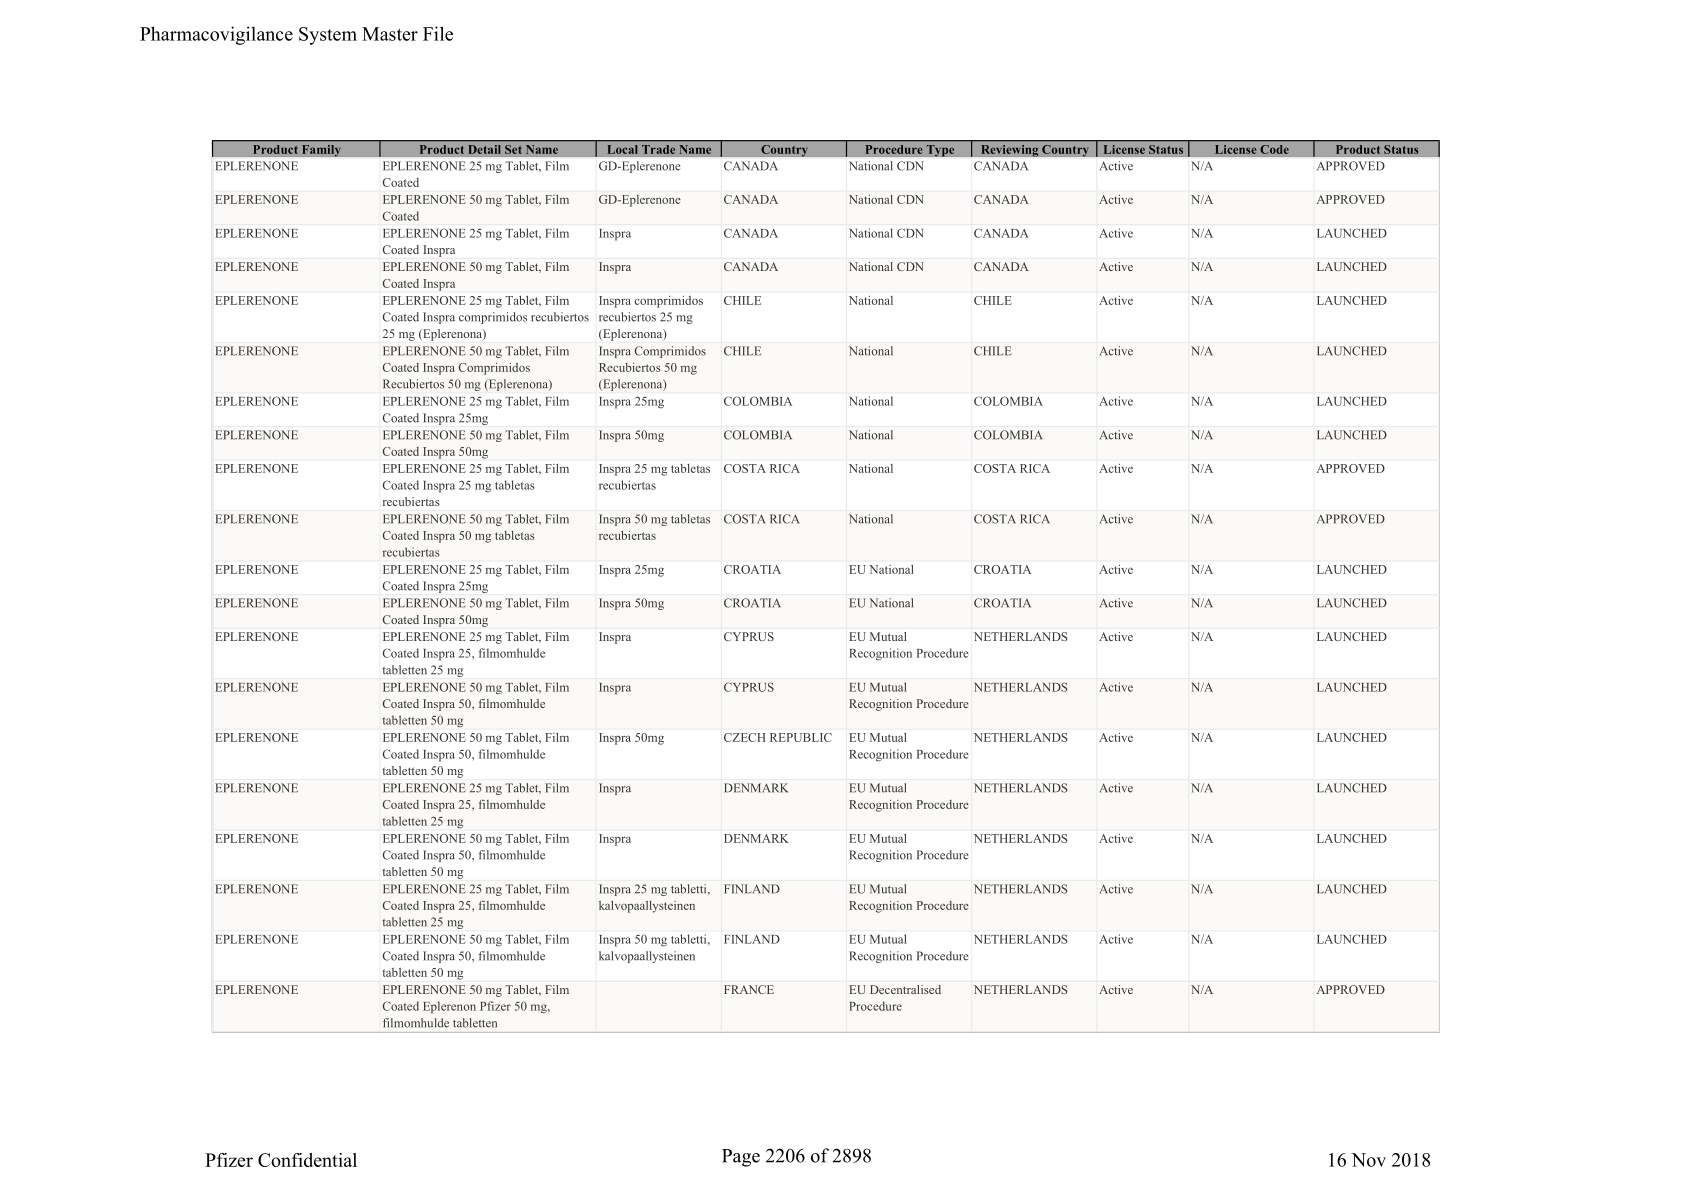 Pharmacovigilance System Master File
Product Family Product Detail Set Name Local Trade Name Country Procedure Type Reviewing Country License Status License Code Product Status
EPLERENONE EPLERENONE 25 mg Tablet, Film GD-Eplerenone CANADA National CDN CANADA Active N/A APPROVED
Coated
EPLERENONE EPLERENONE 50 mg Tablet, Film GD-Eplerenone CANADA National CDN CANADA Active N/A APPROVED
Coated
EPLERENONE EPLERENONE 25 mg Tablet, Film Inspra CANADA National CDN CANADA Active N/A LAUNCHED
Coated Inspra
EPLERENONE EPLERENONE 50 mg Tablet, Film Inspra CANADA National CDN CANADA Active N/A LAUNCHED
Coated Inspra
EPLERENONE EPLERENONE 25 mg Tablet, Film Inspra comprimidos CHILE National CHILE Active N/A LAUNCHED
Coated Inspra comprimidos recubiertos recubiertos 25 mg
25 mg (Eplerenona) (Eplerenona)
EPLERENONE EPLERENONE 50 mg Tablet, Film Inspra Comprimidos CHILE National CHILE Active N/A LAUNCHED
Coated Inspra Comprimidos Recubiertos 50 mg
Recubiertos 50 mg (Eplerenona) (Eplerenona)
EPLERENONE EPLERENONE 25 mg Tablet, Film Inspra 25mg COLOMBIA National COLOMBIA Active N/A LAUNCHED
Coated Inspra 25mg
EPLERENONE EPLERENONE 50 mg Tablet, Film Inspra 50mg COLOMBIA National COLOMBIA Active N/A LAUNCHED
Coated Inspra 50mg
EPLERENONE EPLERENONE 25 mg Tablet, Film Inspra 25 mg tabletas COSTA RICA National COSTA RICA Active N/A APPROVED
Coated Inspra 25 mg tabletas recubiertas
recubiertas
EPLERENONE EPLERENONE 50 mg Tablet, Film Inspra 50 mg tabletas COSTA RICA National COSTA RICA Active N/A APPROVED
Coated Inspra 50 mg tabletas recubiertas
recubiertas
EPLERENONE EPLERENONE 25 mg Tablet, Film Inspra 25mg CROATIA EU National CROATIA Active N/A LAUNCHED
Coated Inspra 25mg
EPLERENONE EPLERENONE 50 mg Tablet, Film Inspra 50mg CROATIA EU National CROATIA Active N/A LAUNCHED
Coated Inspra 50mg
EPLERENONE EPLERENONE 25 mg Tablet, Film Inspra CYPRUS EU Mutual NETHERLANDS Active N/A LAUNCHED
Coated Inspra 25, filmomhulde Recognition Procedure
tabletten 25 mg
EPLERENONE EPLERENONE 50 mg Tablet, Film Inspra CYPRUS EU Mutual NETHERLANDS Active N/A LAUNCHED
Coated Inspra 50, filmomhulde Recognition Procedure
tabletten 50 mg
EPLERENONE EPLERENONE 50 mg Tablet, Film Inspra 50mg CZECH REPUBLIC EU Mutual NETHERLANDS Active N/A LAUNCHED
Coated Inspra 50, filmomhulde Recognition Procedure
tabletten 50 mg
EPLERENONE EPLERENONE 25 mg Tablet, Film Inspra DENMARK EU Mutual NETHERLANDS Active N/A LAUNCHED
Coated Inspra 25, filmomhulde Recognition Procedure
tabletten 25 mg
EPLERENONE EPLERENONE 50 mg Tablet, Film Inspra DENMARK EU Mutual NETHERLANDS Active N/A LAUNCHED
Coated Inspra 50, filmomhulde Recognition Procedure
tabletten 50 mg
EPLERENONE EPLERENONE 25 mg Tablet, Film Inspra 25 mg tabletti, FINLAND EU Mutual NETHERLANDS Active N/A LAUNCHED
Coated Inspra 25, filmomhulde kalvopaallysteinen Recognition Procedure
tabletten 25 mg
EPLERENONE EPLERENONE 50 mg Tablet, Film Inspra 50 mg tabletti, FINLAND EU Mutual NETHERLANDS Active N/A LAUNCHED
Coated Inspra 50, filmomhulde kalvopaallysteinen Recognition Procedure
tabletten 50 mg
EPLERENONE EPLERENONE 50 mg Tablet, Film FRANCE EU Decentralised NETHERLANDS Active N/A APPROVED
Coated Eplerenon Pfizer 50 mg, Procedure
filmomhulde tabletten
Pfizer Confidential Page 2206 of 2898 16 Nov 2018